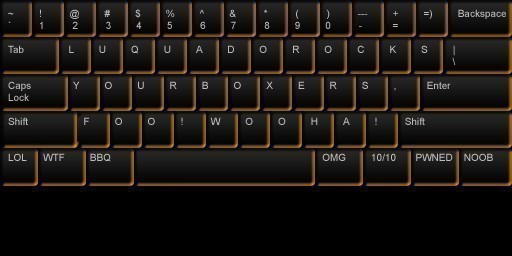 ~ ! @ # $ % ^ & * ( ) --- + =) Backspace
` 1 2 3 4 5 6 7 8 9 0 - =
Tab L U Q U A D O R O C K S |
\
Caps Y O U R B O X E R S , Enter
Lock
Shift F O O ! W O O H A ! Shift
LOL WTF BBQ OMG 10/10 PWNED NOOB